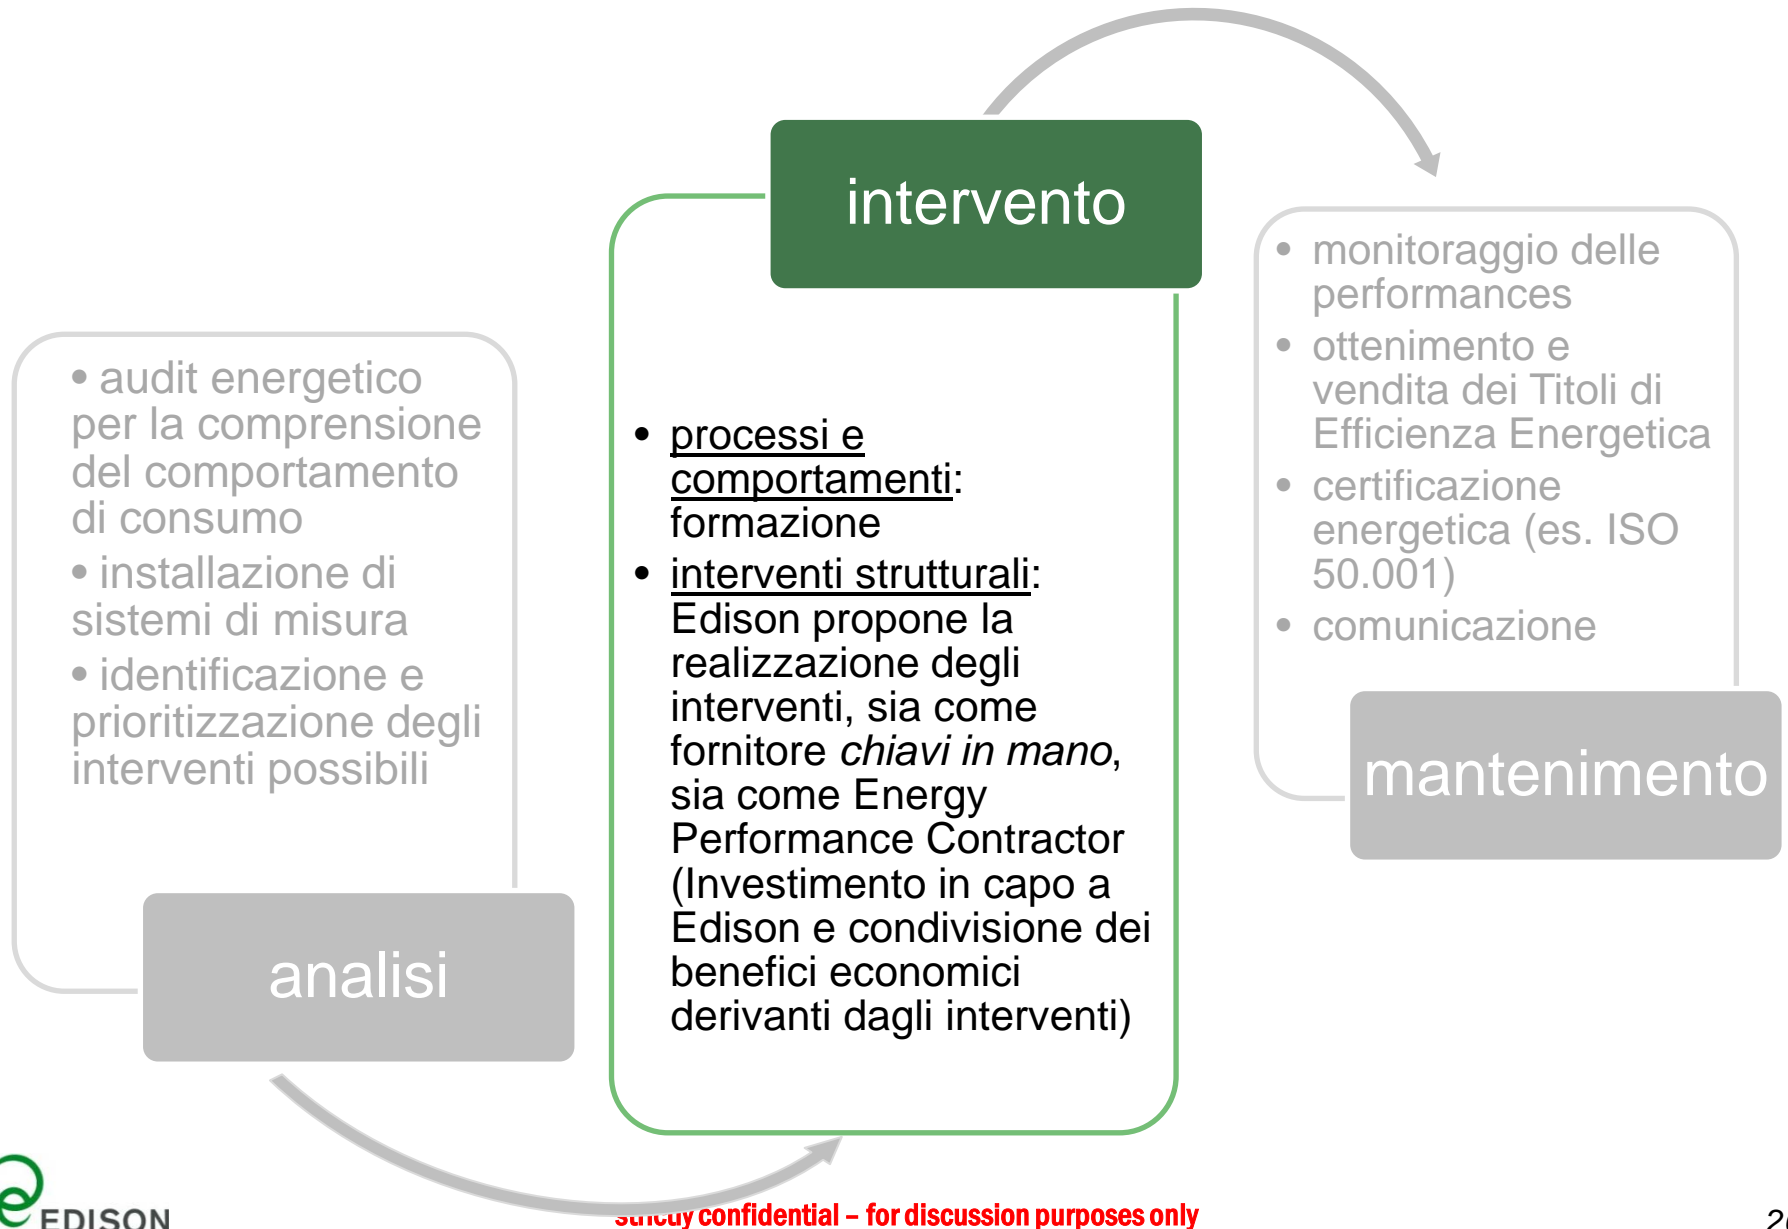 • audit energetico
per la comprensione
del comportamento
di consumo
• installazione di
sistemi di misura
• identificazione e
prioritizzazione degli
interventi possibili
analisi
intervento
• processi e
comportamenti:
formazione
• interventi strutturali:
Edison propone la
realizzazione degli
interventi, sia come
fornitore chiavi in mano,
sia come Energy
Performance Contractor
(Investimento in capo a
Edison e condivisione dei
benefici economici
derivanti dagli interventi)
• monitoraggio delle
performances
• ottenimento e
vendita dei Titoli di
Efficienza Energetica
• certificazione
energetica (es. ISO
50.001)
• comunicazione
mantenimento
EDISON
strictly confidential – for discussion purposes only